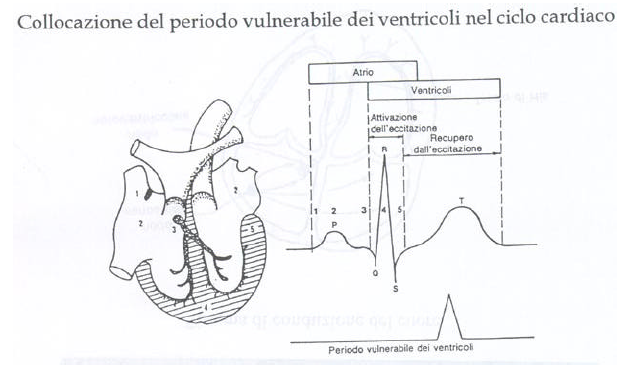 Collocazione del periodo vulnerabile dei ventricoli nel ciclo cardiaco
Atrio
Ventricoli
Attivazione
dell'eccitazione
Recupero
dall'eccitazione
R
1 2 3 4 5
P
T
Q
S
1
2
2
3
5
4
Periodo vulnerabile dei ventricoli